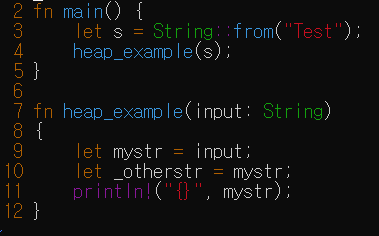 2 fn main() {
3     let s = String::from("Test");
4     heap_example(s);
5 }
6
7 fn heap_example(input: String)
8 {
9     let mystr = input;
10     let _otherstr = mystr;
11     println!("{}", mystr);
12 }